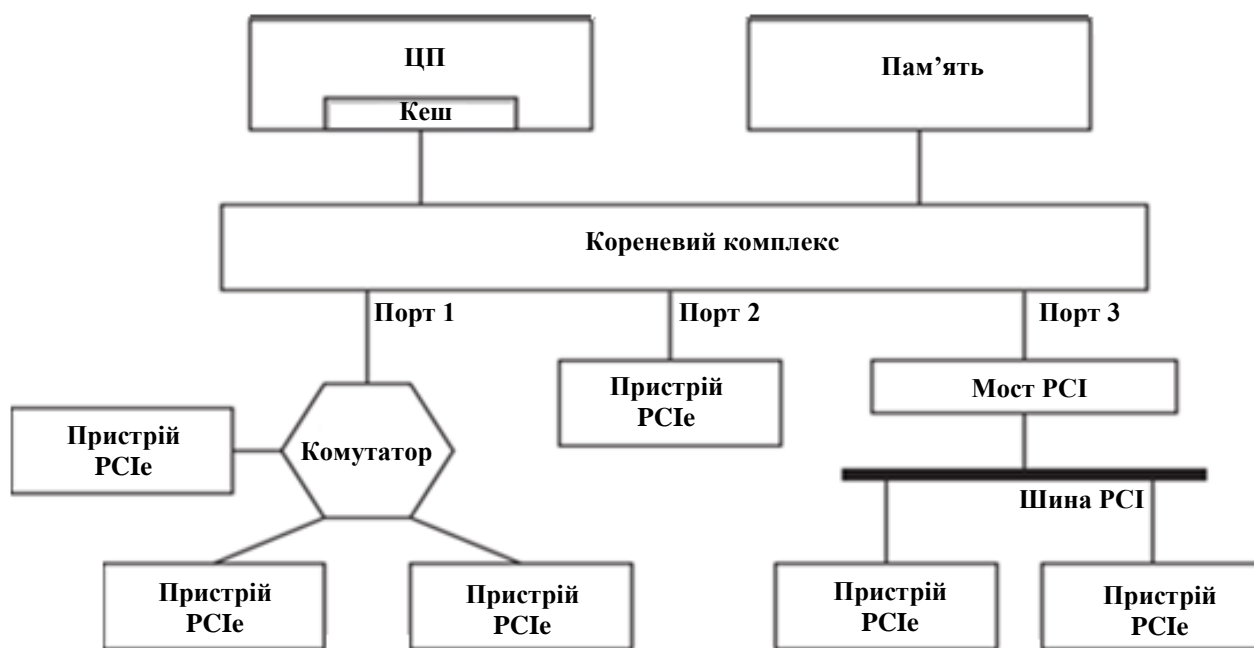 ЦП
Кеш
Пам’ять
Кореневий комплекс
Порт 1
Порт 2
Порт 3
Пристрій
PCIe
Мост PCI
Пристрій
PCIe
Комутатор
Шина PCI
Пристрій
PCIe
Пристрій
PCIe
Пристрій
PCIe
Пристрій
PCIe